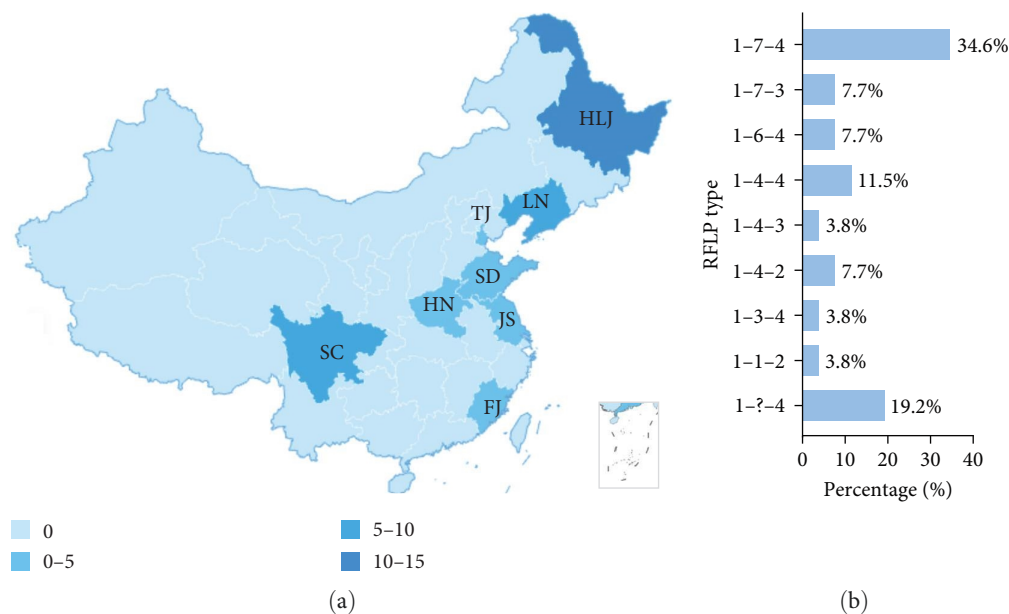 HLJ
LN
TJ
SD
HN
JS
SC
FJ
0
0–5
5–10
10–15
(a)
RFLP type
1–7–4 34.6%
1–7–3 7.7%
1–6–4 7.7%
1–4–4 11.5%
1–4–3 3.8%
1–4–2 7.7%
1–3–4 3.8%
1–1–2 3.8%
1–?–4 19.2%
0 10 20 30 40
Percentage (%)
(b)